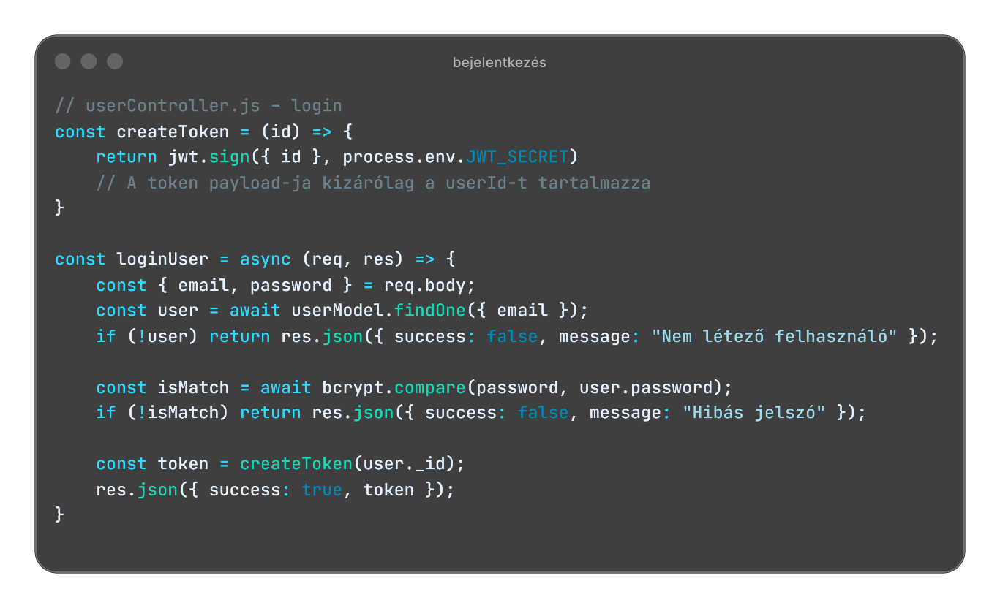 bejelentkezés
// userController.js - login
const createToken = (id) => {
    return jwt.sign({ id }, process.env.JWT_SECRET)
    // A token payload-ja kizárólag a userId-t tartalmazza
}

const loginUser = async (req, res) => {
    const { email, password } = req.body;
    const user = await userModel.findOne({ email });
    if (!user) return res.json({ success: false, message: "Nem létező felhasználó" });

    const isMatch = await bcrypt.compare(password, user.password);
    if (!isMatch) return res.json({ success: false, message: "Hibás jelszó" });

    const token = createToken(user._id);
    res.json({ success: true, token });
}